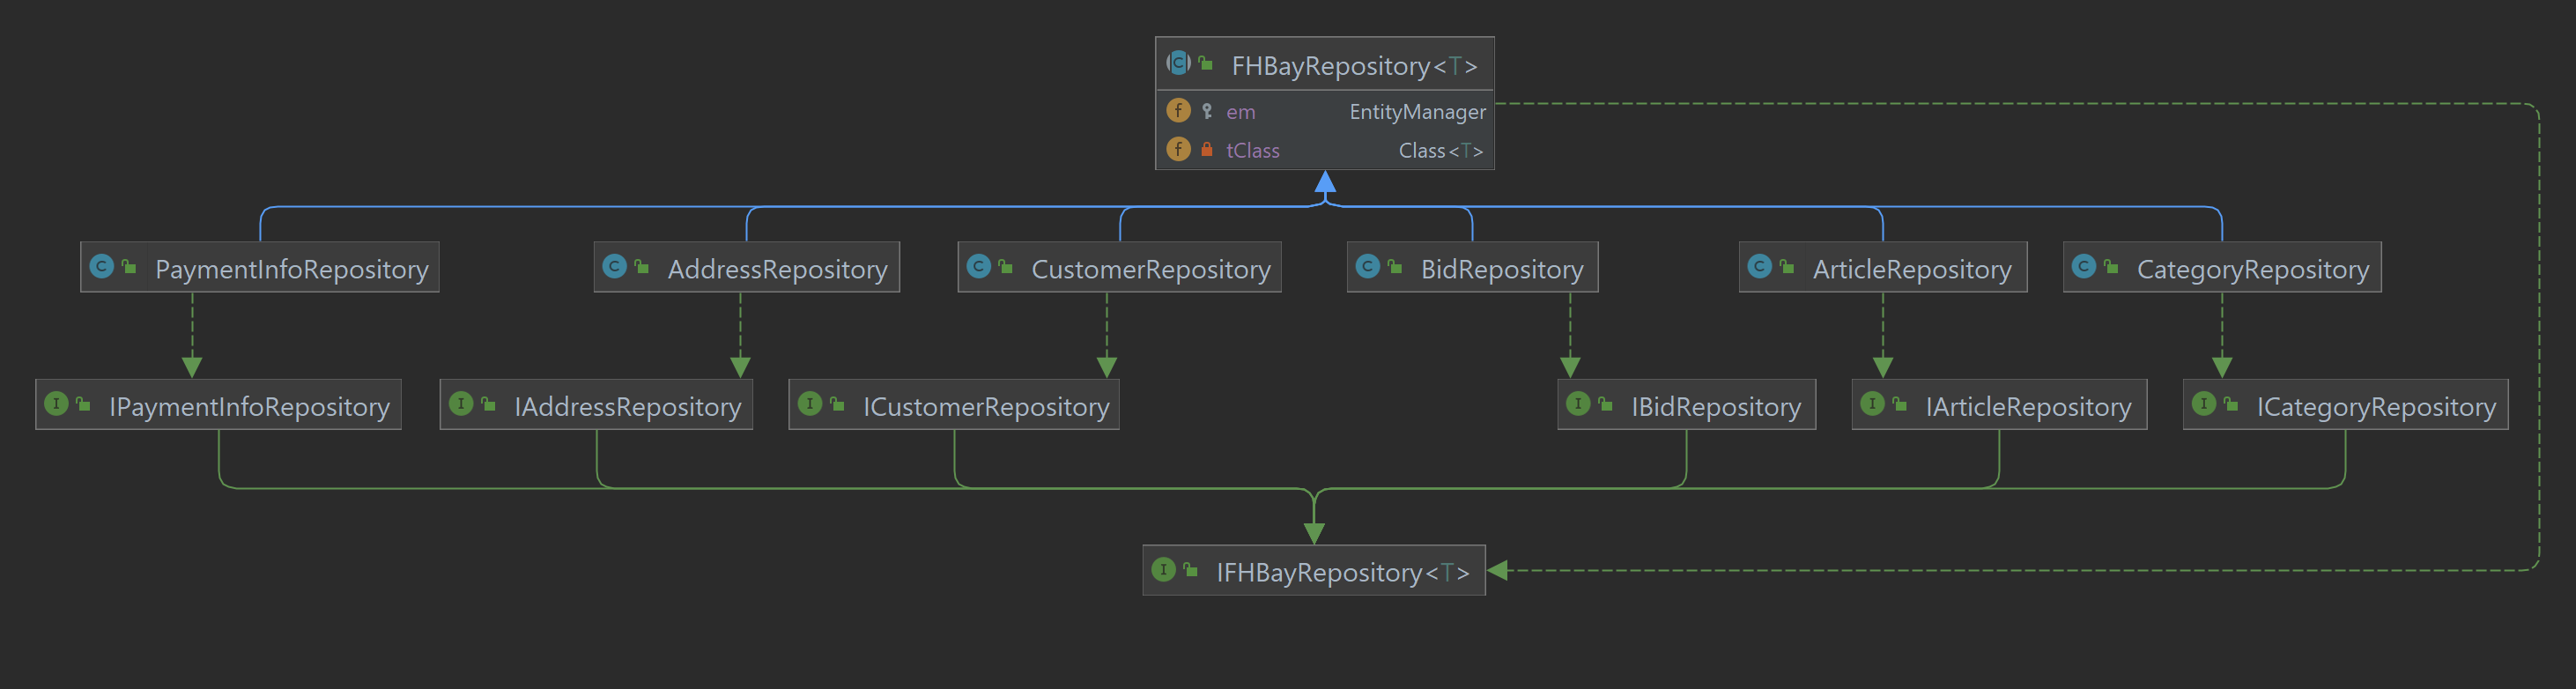 FHBayRepository<T>
em EntityManager
tClass Class<T>
PaymentInfoRepository AddressRepository CustomerRepository BidRepository ArticleRepository CategoryRepository
IPaymentInfoRepository IAddressRepository ICustomerRepository IBidRepository IArticleRepository ICategoryRepository
IFHBayRepository<T>